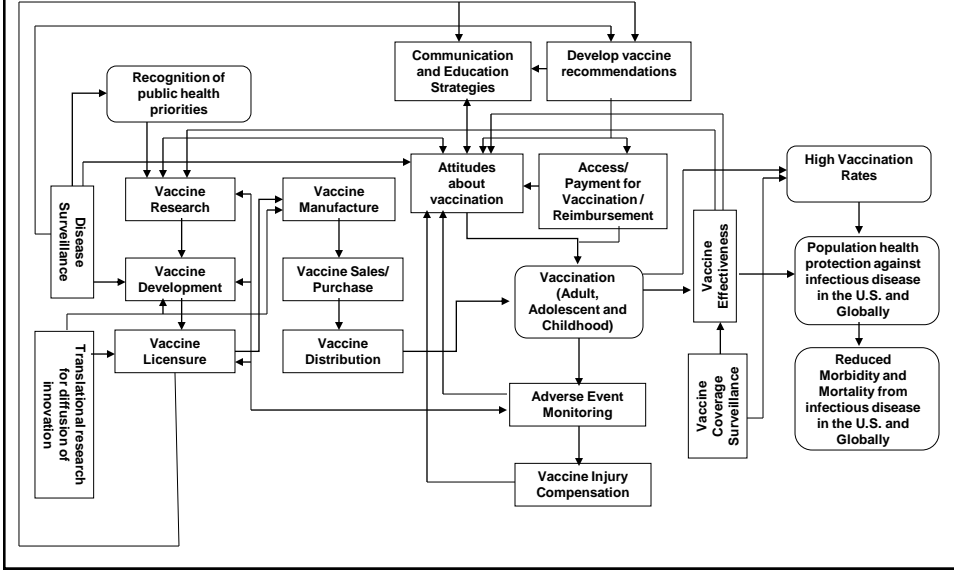 Communication
and Education
Strategies
Develop vaccine
recommendations
Recognition of
public health
priorities
Attitudes
about
vaccination
Access/
Payment for
Vaccination /
Reimbursement
High Vaccination
Rates
Vaccine
Research
Vaccine
Manufacture
Disease
Surveillance
Vaccine
Effectiveness
Population health
protection against
infectious disease
in the U.S. and
Globally
Vaccine
Development
Vaccine Sales/
Purchase
Vaccination
(Adult,
Adolescent and
Childhood)
Vaccine
Licensure
Vaccine
Distribution
Translational research
for diffusion of
innovation
Vaccine
Coverage
Surveillance
Reduced
Morbidity and
Mortality from
infectious disease
in the U.S. and
Globally
Adverse Event
Monitoring
Vaccine Injury
Compensation